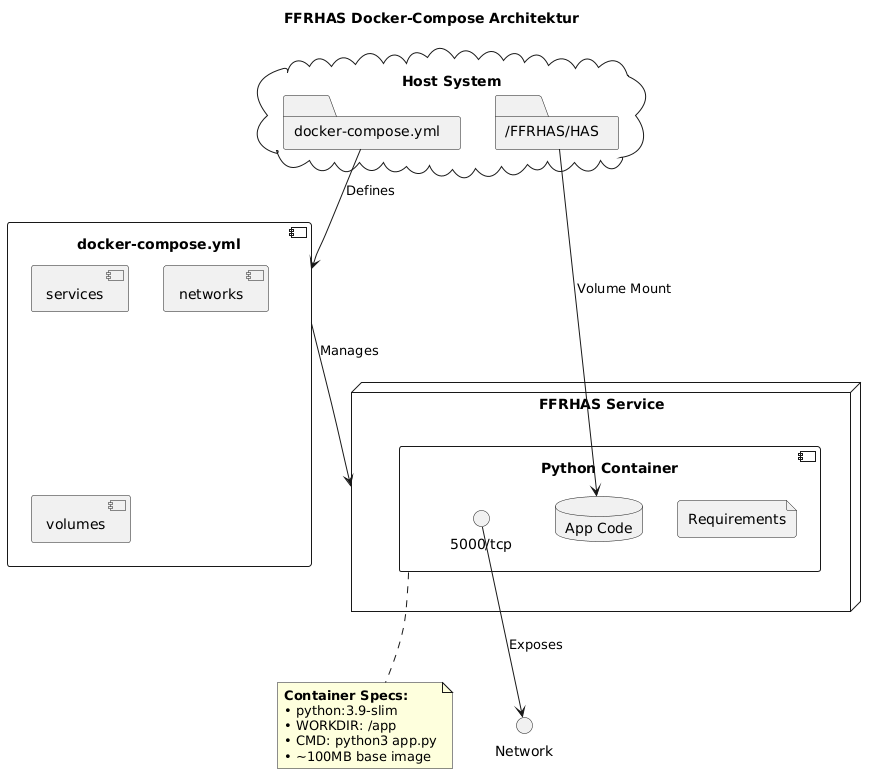 FFRHAS Docker-Compose Architektur
Host System
docker-compose.yml
/FFRHAS/HAS
Defines
docker-compose.yml
services
networks
Volume Mount
Manages
FFRHAS Service
Python Container
volumes
5000/tcp
App Code
Requirements
Exposes
Container Specs:
• python:3.9-slim
• WORKDIR: /app
• CMD: python3 app.py
• ~100MB base image
Network